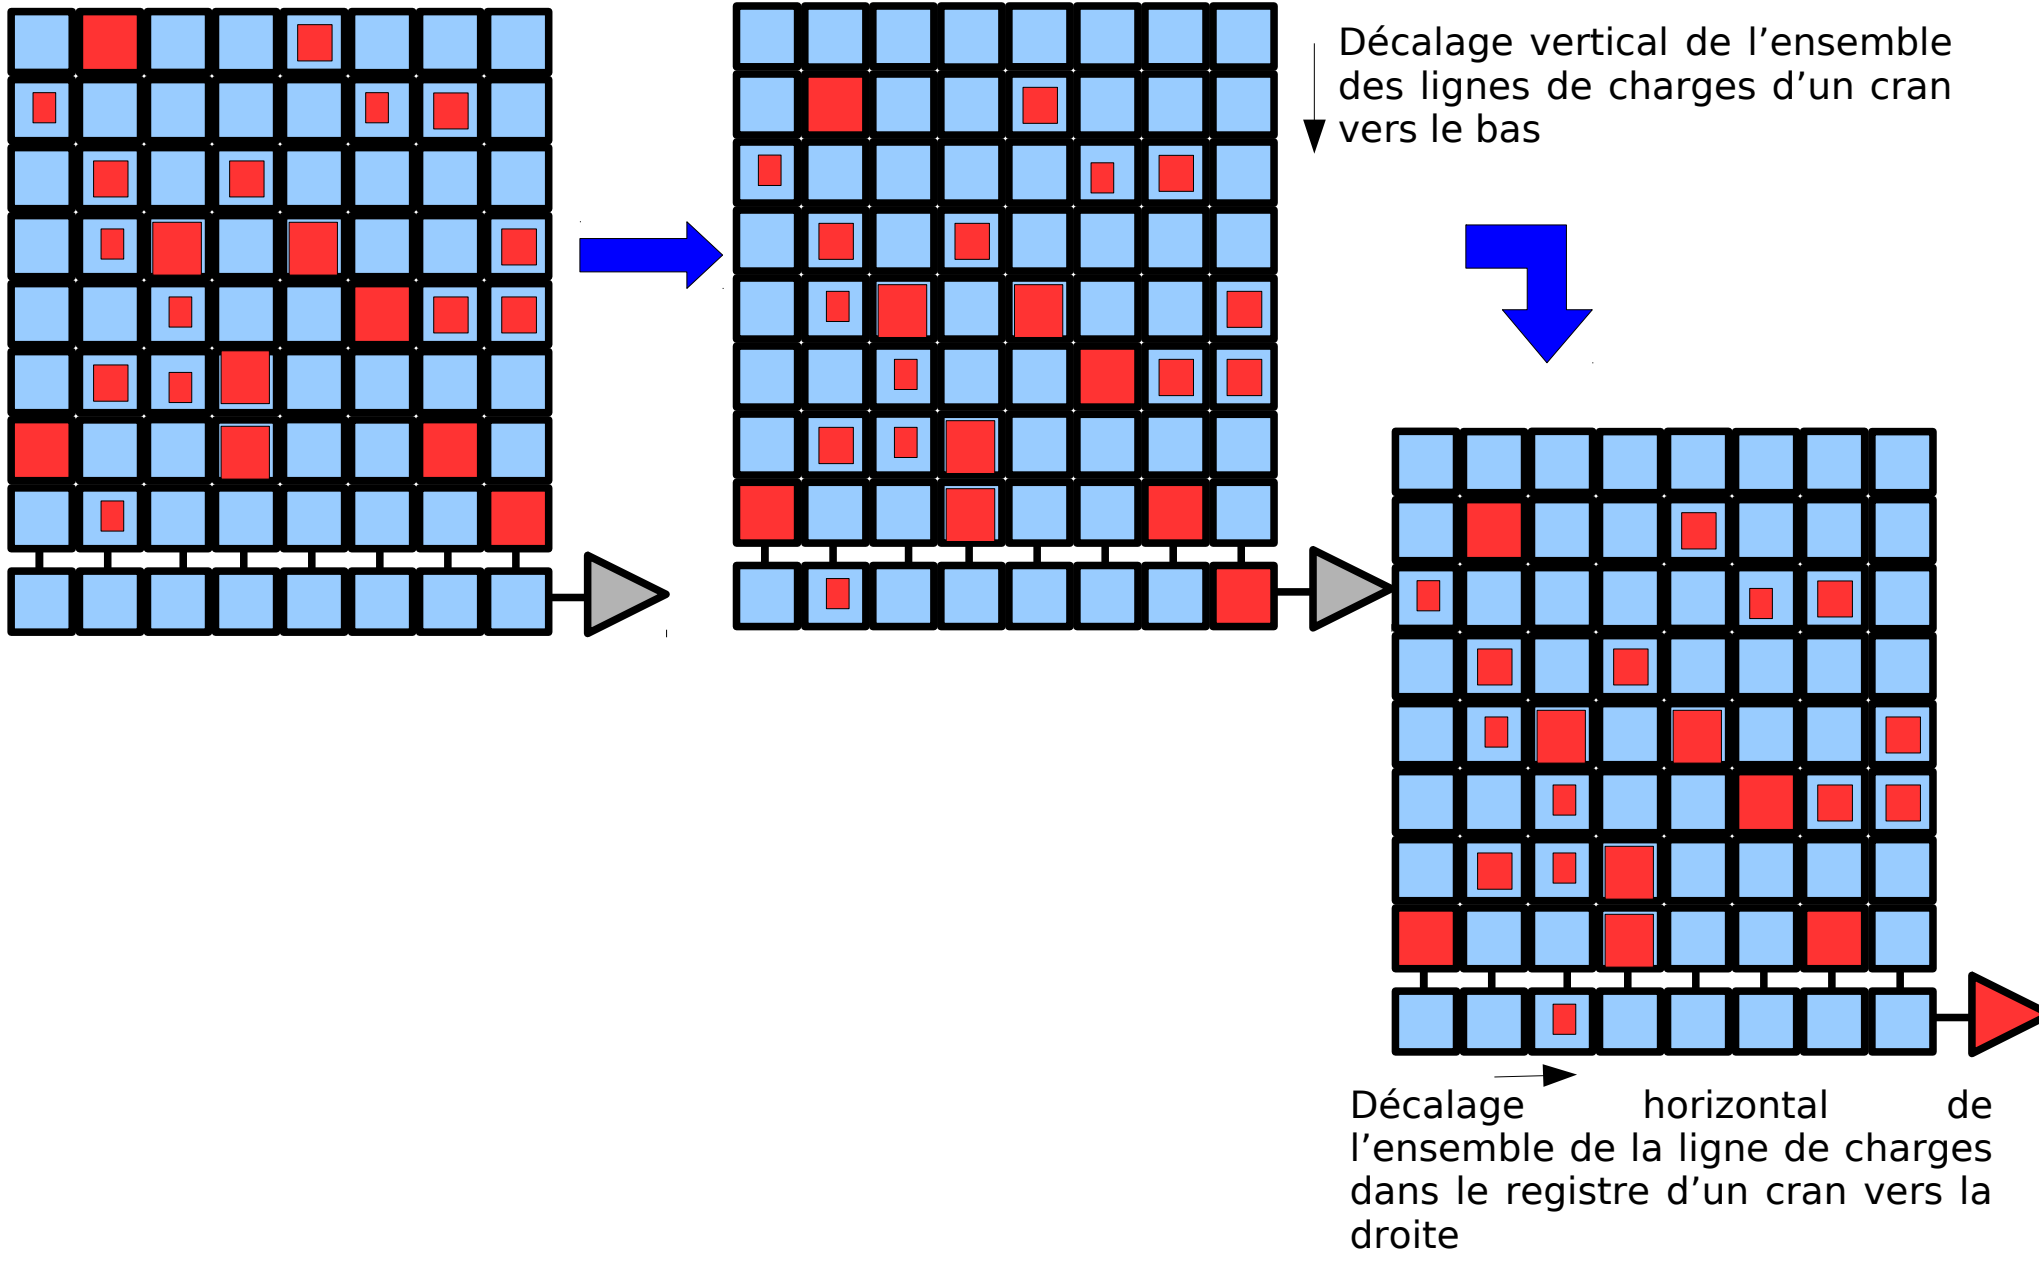 Décalage vertical de l’ensemble
des lignes de charges d’un cran
vers le bas
Décalage horizontal de
l’ensemble de la ligne de charges
dans le registre d’un cran vers la
droite